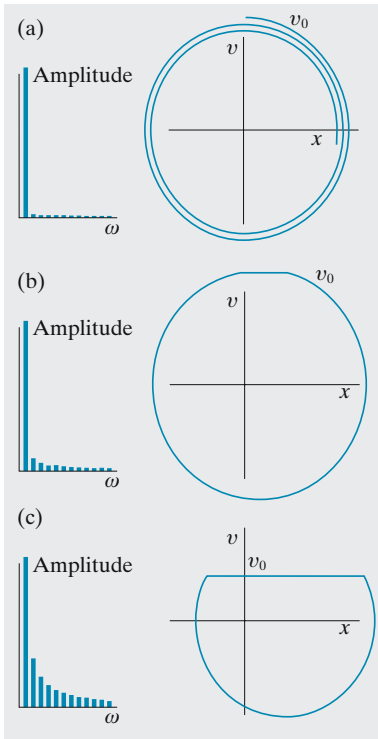 (a)
v₀
v
Amplitude
x
ω
(b)
v₀
v
Amplitude
x
ω
(c)
v
v₀
Amplitude
x
ω